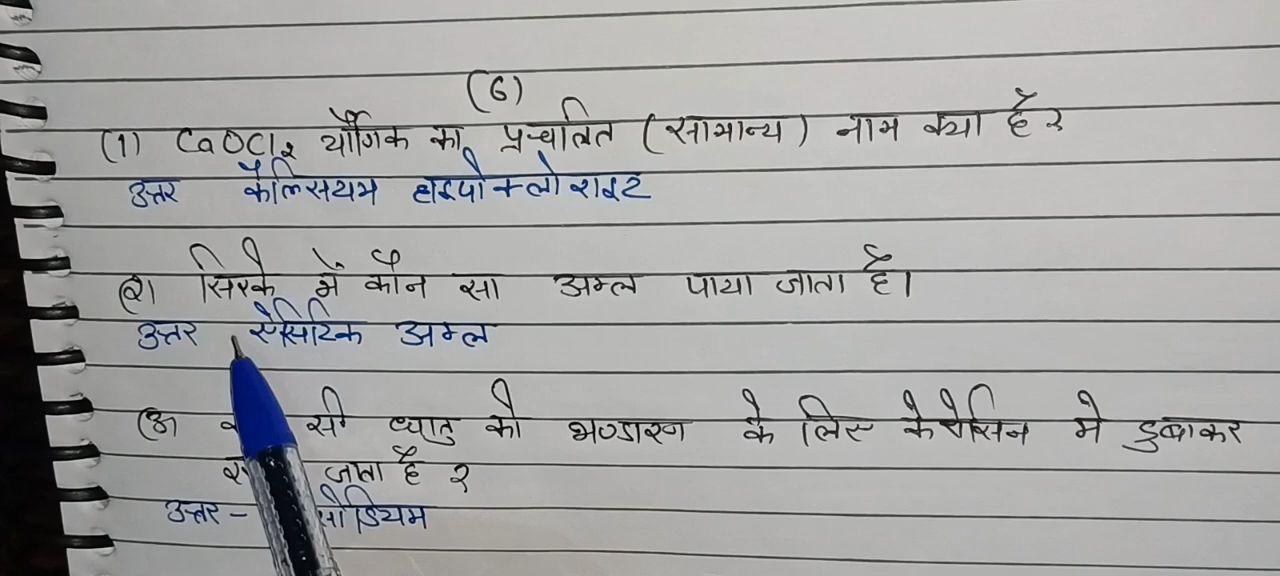 (6)
(1) CaOCl₂ यौगिक का प्रचलित (सामान्य) नाम क्या है?
उत्तर कैल्सियम हाइपोक्लोराइट
(2) सिरके में कौन सा अम्ल पाया जाता है।
उत्तर ऐसिटिक अम्ल
(3) सी धातु को भण्डारण के लिए केरोसिन मे डुबाकर
जाता है ?
उत्तर - सोडियम